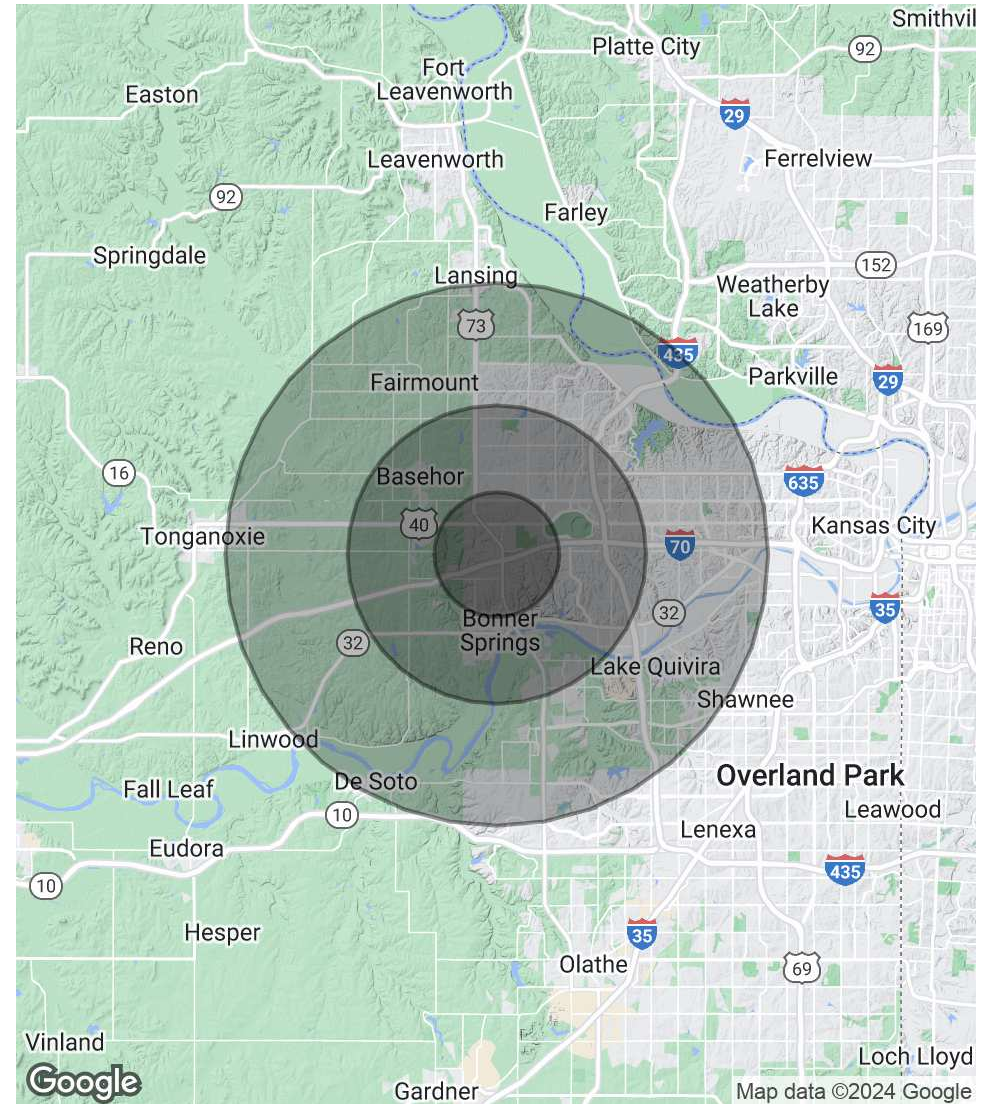 Smithvil
Platte City
92
Fort
Leavenworth
Easton
29
Leavenworth
Ferrelview
92
Farley
Springdale
152
Lansing
Weatherby
Lake
73
169
435
Fairmount
Parkville
29
Basehor
16
635
40
Kansas City
Tonganoxie
70
35
Bonner
Springs
32
32
Reno
Lake Quivira
Shawnee
Linwood
Overland Park
De Soto
Fall Leaf
Leawood
10
Lenexa
Eudora
435
10
Hesper
35
Olathe
69
Vinland
Loch Lloyd
Google
Gardner
Map data ©2024 Google